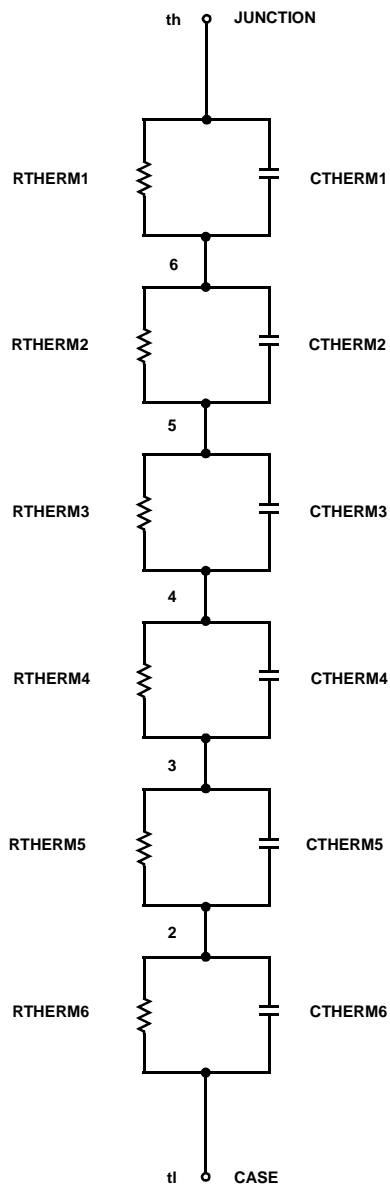 th JUNCTION
RTHERM1 CTHERM1
6
RTHERM2 CTHERM2
5
RTHERM3 CTHERM3
4
RTHERM4 CTHERM4
3
RTHERM5 CTHERM5
2
RTHERM6 CTHERM6
tl CASE